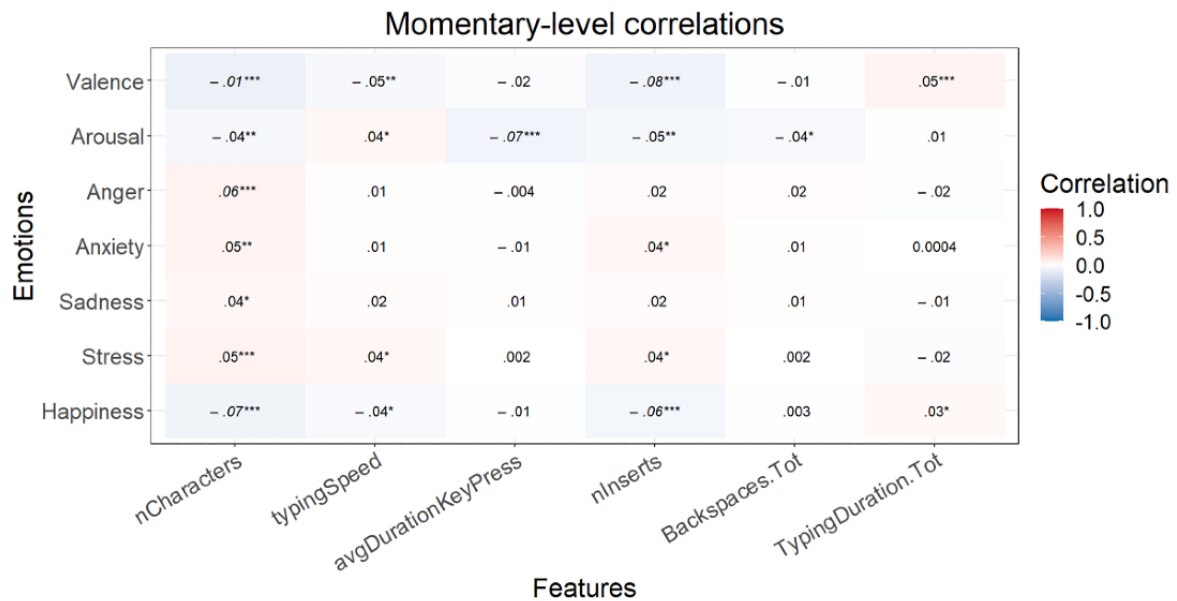 Momentary-level correlations
Emotions
Valence – .01*** – .05** – .02 – .08*** – .01 .05***
Arousal – .04** .04* – .07*** – .05** – .04* .01
Anger .06*** .01 – .004 .02 .02 – .02
Anxiety .05** .01 – .01 .04* .01 0.0004
Sadness .04* .02 .01 .02 .01 – .01
Stress .05*** .04* .002 .04* .002 – .02
Happiness – .07*** – .04* – .01 – .06*** .003 .03*
nCharacters typingSpeed avgDurationKeyPress nInserts Backspaces.Tot TypingDuration.Tot
Features
Correlation
1.0
0.5
0.0
-0.5
-1.0